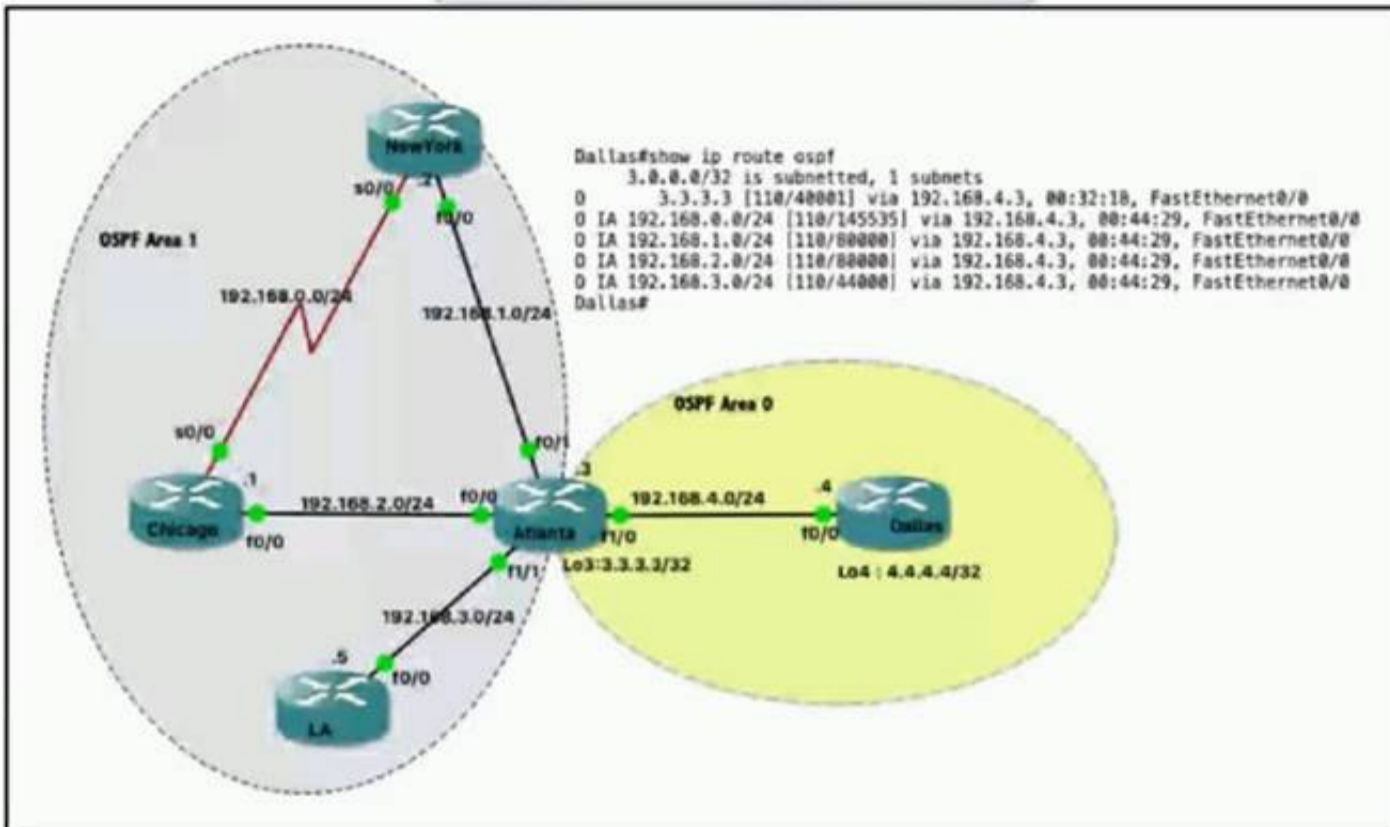 NewYork
.2
s0/0
f0/0
Dallas#show ip route ospf
3.0.0.0/32 is subnetted, 1 subnets
O 3.3.3.3 [110/40001] via 192.168.4.3, 00:32:18, FastEthernet0/0
O IA 192.168.0.0/24 [110/145535] via 192.168.4.3, 00:44:29, FastEthernet0/0
O IA 192.168.1.0/24 [110/80000] via 192.168.4.3, 00:44:29, FastEthernet0/0
O IA 192.168.2.0/24 [110/80000] via 192.168.4.3, 00:44:29, FastEthernet0/0
O IA 192.168.3.0/24 [110/44000] via 192.168.4.3, 00:44:29, FastEthernet0/0
Dallas#
OSPF Area 1
192.168.0.0/24
192.168.1.0/24
OSPF Area 0
s0/0
f0/1
.1
.3
.4
192.168.2.0/24
f0/0
192.168.4.0/24
Chicago
f0/0
Atlanta
f1/0
f0/0
Dallas
f1/1
Lo3:3.3.3.3/32
Lo4 : 4.4.4.4/32
192.168.3.0/24
.5
f0/0
LA